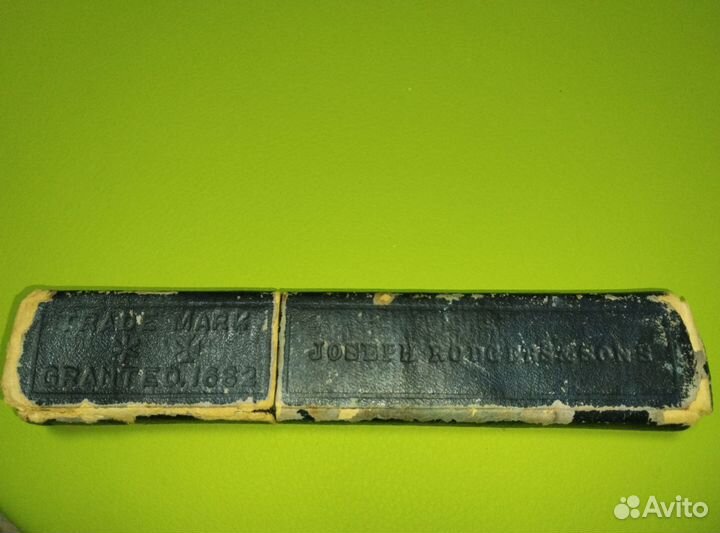 TRADE MARK
GRANTED, 1682
JOSEPH RODGERS & SONS
Avito